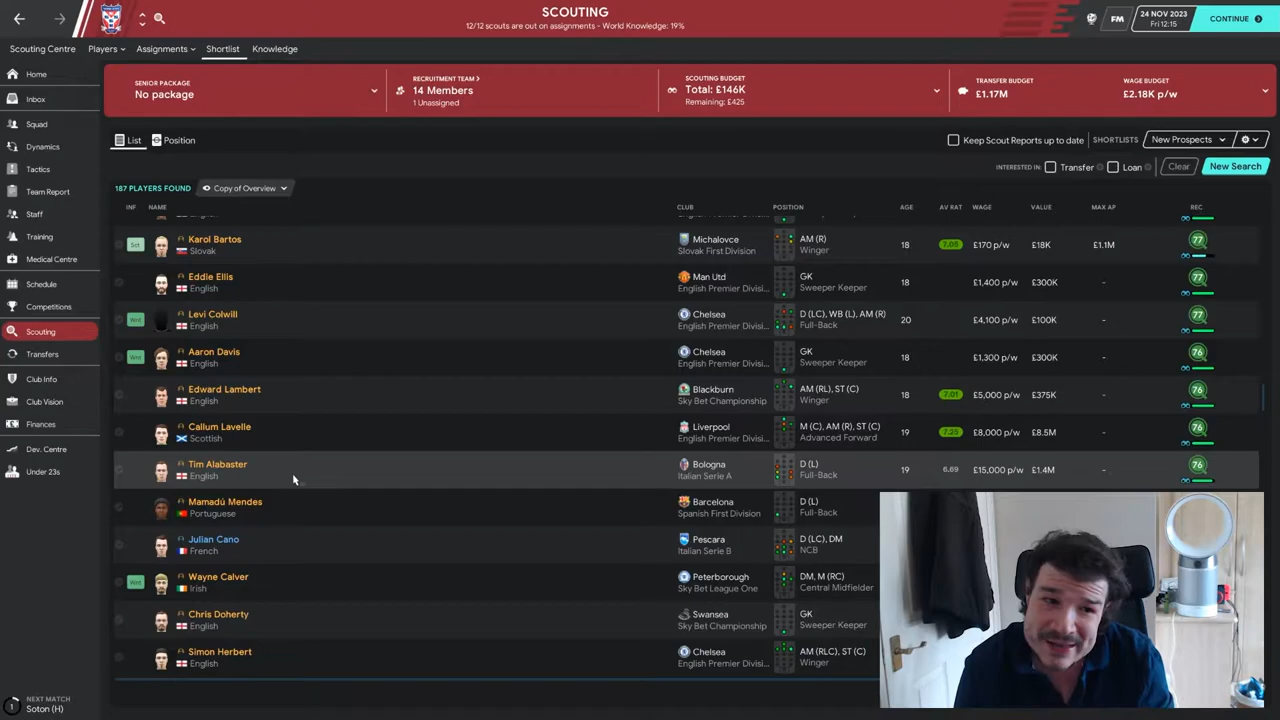 SCOUTING
12/12 scouts are out on assignments - World Knowledge: 19%
FM
24 NOV 2023
Fri 12:15
CONTINUE
Scouting Centre
Players
Assignments
Shortlist
Knowledge
Home
Inbox
Squad
Dynamics
Tactics
Team Report
Staff
Training
Medical Centre
Schedule
Competitions
Scouting
Transfers
Club Info
Club Vision
Finances
Dev. Centre
Under 23s
NEXT MATCH
Soton (H)
SENIOR PACKAGE
No package
RECRUITMENT TEAM
14 Members
1 Unassigned
SCOUTING BUDGET
Total: £146K
Remaining: £425
TRANSFER BUDGET
£1.17M
WAGE BUDGET
£2.18K p/w
List
Position
Keep Scout Reports up to date
SHORTLISTS
New Prospects
INTERESTED IN:
Transfer
Loan
Clear
New Search
187 PLAYERS FOUND
Copy of Overview
INF NAME CLUB POSITION AGE AV RAT WAGE VALUE MAX AP REC
Sct Karol Bartos Michalovce AM (R) 18 7.05 £170 p/w £18K £1.1M 77
Slovak Slovak First Division Winger
Eddie Ellis Man Utd GK 18 £1,400 p/w £300K - 77
English English Premier Divisi... Sweeper Keeper
Levi Colwill Chelsea D (LC), WB (L), AM (R) 20 £4,100 p/w £100K - 77
English English Premier Divisi... Full-Back
Aaron Davis Chelsea GK 18 £1,300 p/w £300K - 76
English English Premier Divisi... Sweeper Keeper
Edward Lambert Blackburn AM (RL), ST (C) 18 7.01 £5,000 p/w £375K - 76
English Sky Bet Championship Winger
Callum Lavelle Liverpool M (C), AM (R), ST (C) 19 7.25 £8,000 p/w £8.5M - 76
Scottish English Premier Divisi... Advanced Forward
Tim Alabaster Bologna D (L) 19 6.69 £15,000 p/w £1.4M - 76
English Italian Serie A Full-Back
Mamadú Mendes Barcelona D (L)
Portuguese Spanish First Division Full-Back
Julian Cano Pescara D (LC), DM
French Italian Serie B NCB
Wayne Calver Peterborough DM, M (RC)
Irish Sky Bet League One Central Midfielder
Chris Doherty Swansea GK
English Sky Bet Championship Sweeper Keeper
Simon Herbert Chelsea AM (RLC), ST (C)
English English Premier Divisi... Winger